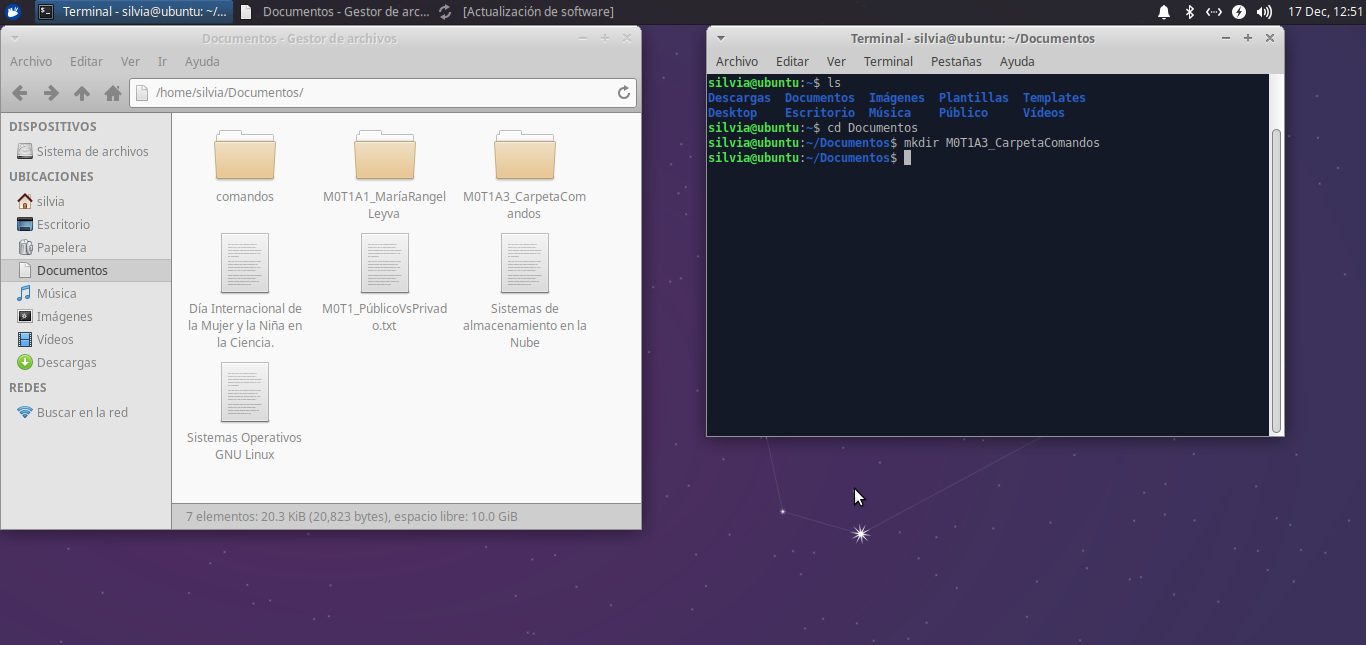 Terminal - silvia@ubuntu: ~/...
Documentos - Gestor de arc...
[Actualización de software]
17 Dec, 12:51
Documentos - Gestor de archivos
Archivo Editar Ver Ir Ayuda
/home/silvia/Documentos/
DISPOSITIVOS
Sistema de archivos
UBICACIONES
silvia
Escritorio
Papelera
Documentos
Música
Imágenes
Vídeos
Descargas
REDES
Buscar en la red
comandos
M0T1A1_MaríaRangel
Leyva
M0T1A3_CarpetaCom
andos
Día Internacional de
la Mujer y la Niña en
la Ciencia.
M0T1_PúblicoVsPrivad
o.txt
Sistemas de
almacenamiento en la
Nube
Sistemas Operativos
GNU Linux
7 elementos: 20.3 KiB (20,823 bytes), espacio libre: 10.0 GiB
Terminal - silvia@ubuntu: ~/Documentos
Archivo Editar Ver Terminal Pestañas Ayuda
silvia@ubuntu:~$ ls
Descargas Documentos Imágenes Plantillas Templates
Desktop Escritorio Música Público Vídeos
silvia@ubuntu:~$ cd Documentos
silvia@ubuntu:~/Documentos$ mkdir M0T1A3_CarpetaComandos
silvia@ubuntu:~/Documentos$